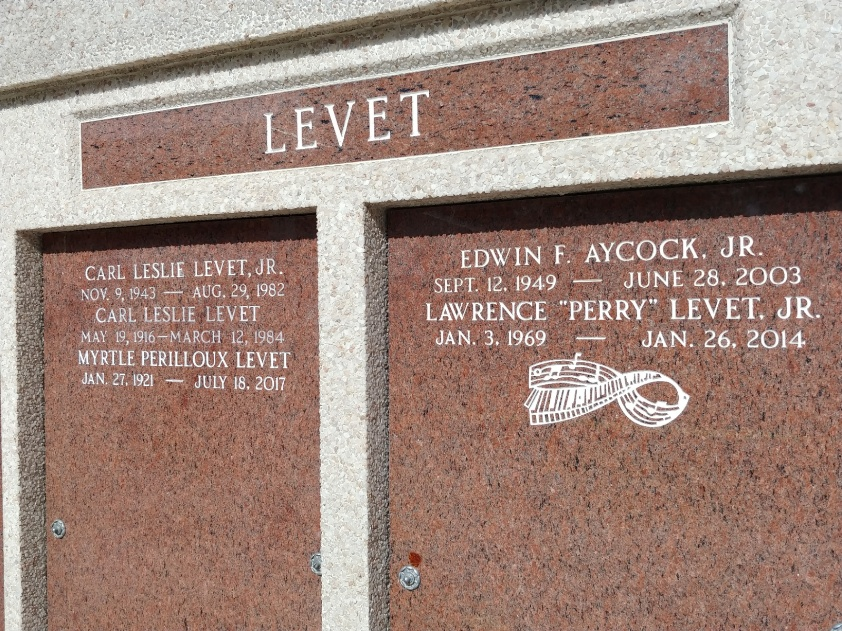 LEVET
CARL LESLIE LEVET, JR.
NOV. 9, 1943 — AUG. 29, 1982
CARL LESLIE LEVET
MAY 19, 1916 — MARCH 12, 1984
MYRTLE PERILLOUX LEVET
JAN. 27, 1921 — JULY 18, 2017
EDWIN F. AYCOCK, JR.
SEPT. 12, 1949 — JUNE 28, 2003
LAWRENCE "PERRY" LEVET, JR.
JAN. 3, 1969 — JAN. 26, 2014